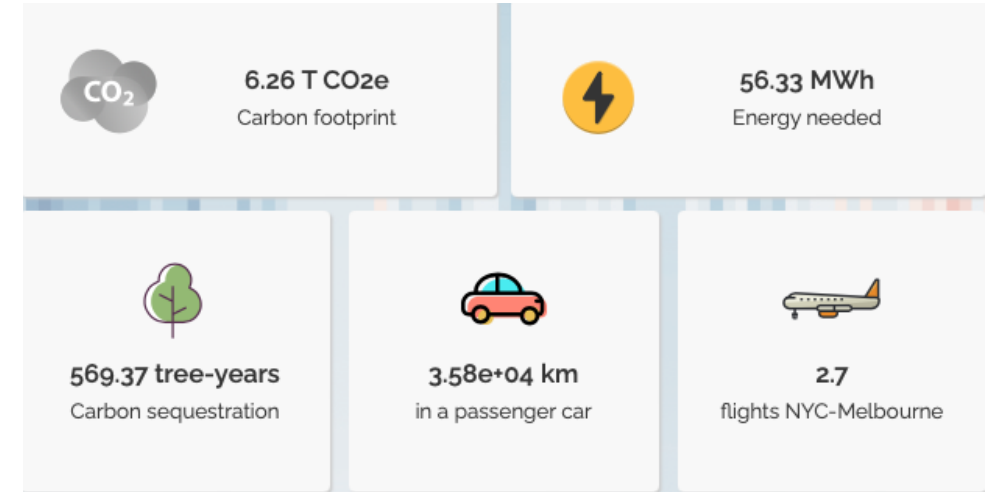 CO2
6.26 T CO2e
Carbon footprint
56.33 MWh
Energy needed
569.37 tree-years
Carbon sequestration
3.58e+04 km
in a passenger car
2.7
flights NYC-Melbourne